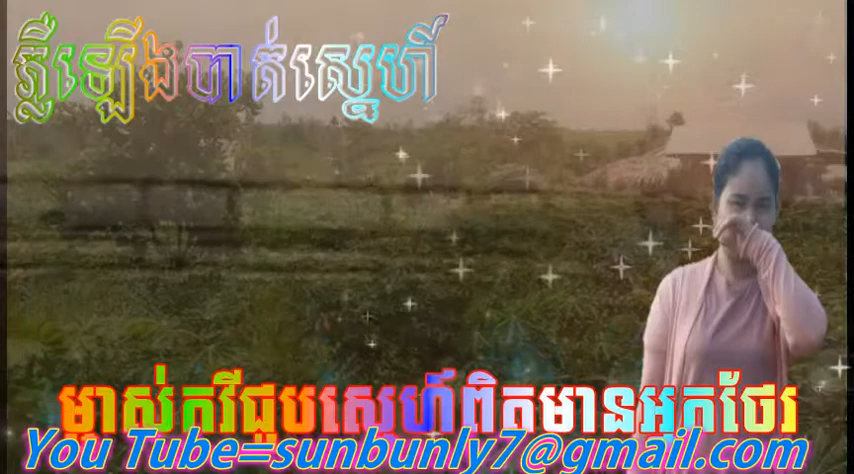 ភ្លឺឡើងបាត់ស្នេហ៍
ម្ចាស់ក្ដីជួបស្នេហ៍ពិតមានអ្នកថែរ
You Tube=sunbunly7@gmail.com